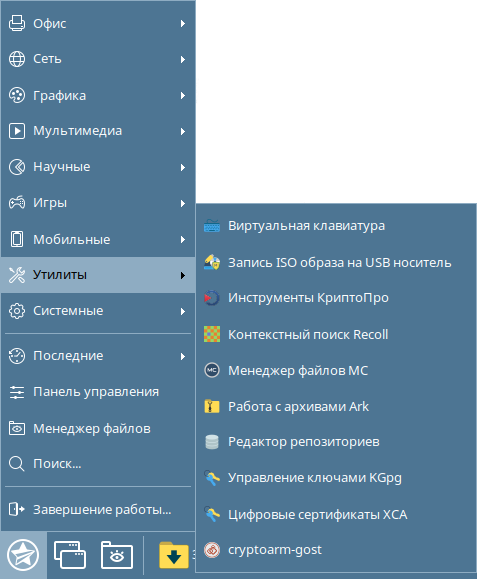 Офис
Сеть
Графика
Мультимедиа
Научные
Игры
Мобильные
Утилиты
Системные
Последние
Панель управления
Менеджер файлов
Поиск...
Завершение работы...
Виртуальная клавиатура
Запись ISO образа на USB носитель
Инструменты КриптоПро
Контекстный поиск Recoll
MC Менеджер файлов MC
Работа с архивами Ark
Редактор репозиториев
Управление ключами KGpg
Цифровые сертификаты XCA
cryptoarm-gost